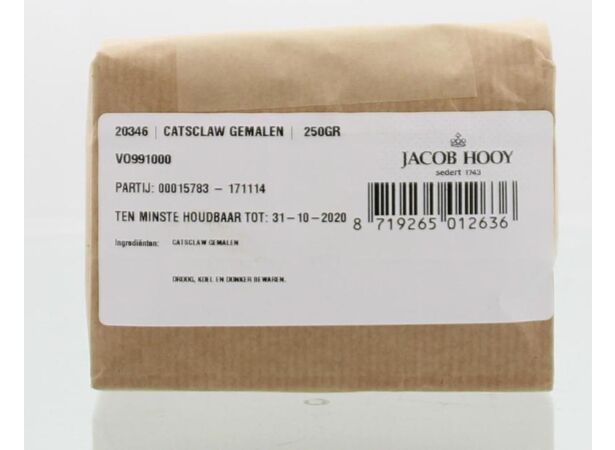 20346 | CATSCLAW GEMALEN | 250GR
VO991000
PARTIJ: 00015783 - 171114
TEN MINSTE HOUDBAAR TOT: 31-10-2020
Ingrediënten: CATSCLAW GEMALEN
DROOG, KOEL EN DONKER BEWAREN.
JACOB HOOY
sedert 1743
8 719265 012636